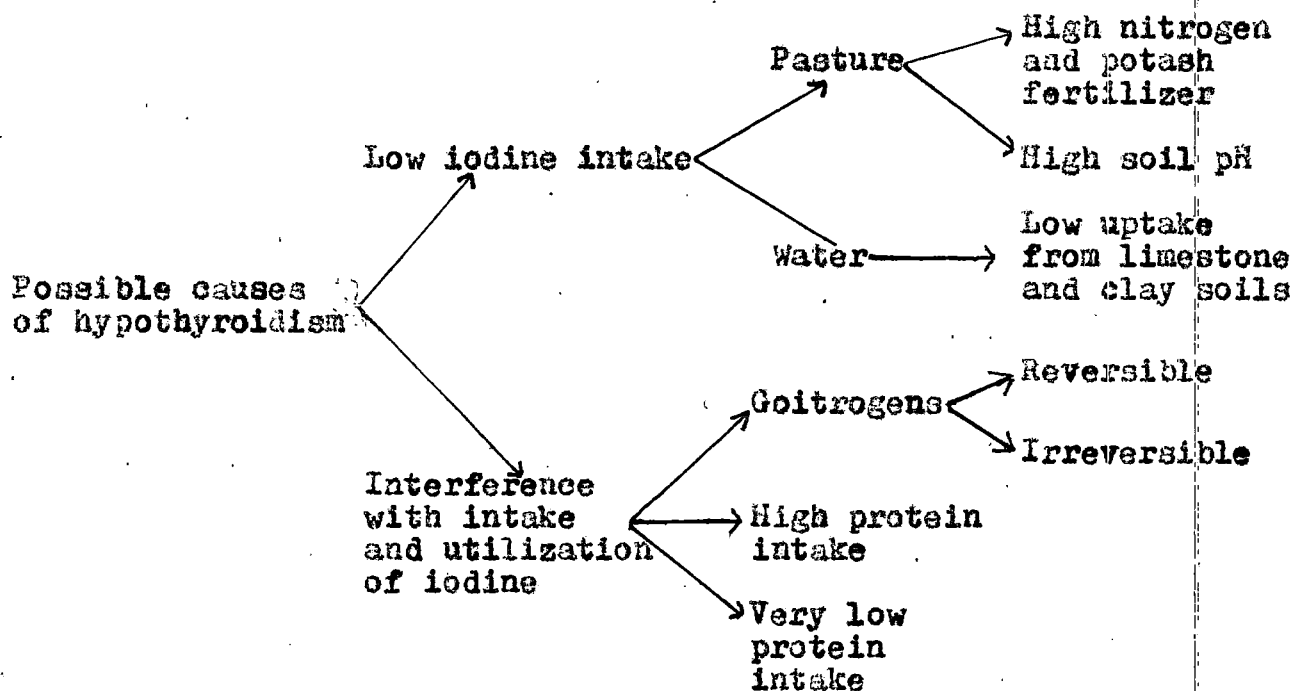 High nitrogen
and potash
fertilizer
Pasture
Low iodine intake
High soil pH
Low uptake
from limestone
and clay soils
Water
Possible causes
of hypothyroidism
Reversible
Goitrogens
Irreversible
Interference
with intake
and utilization
of iodine
High protein
intake
Very low
protein
intake